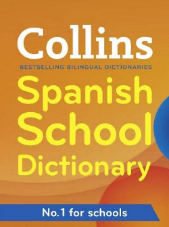 Collins
BESTSELLING BILINGUAL DICTIONARIES
Spanish
School
Dictionary
No.1 for schools